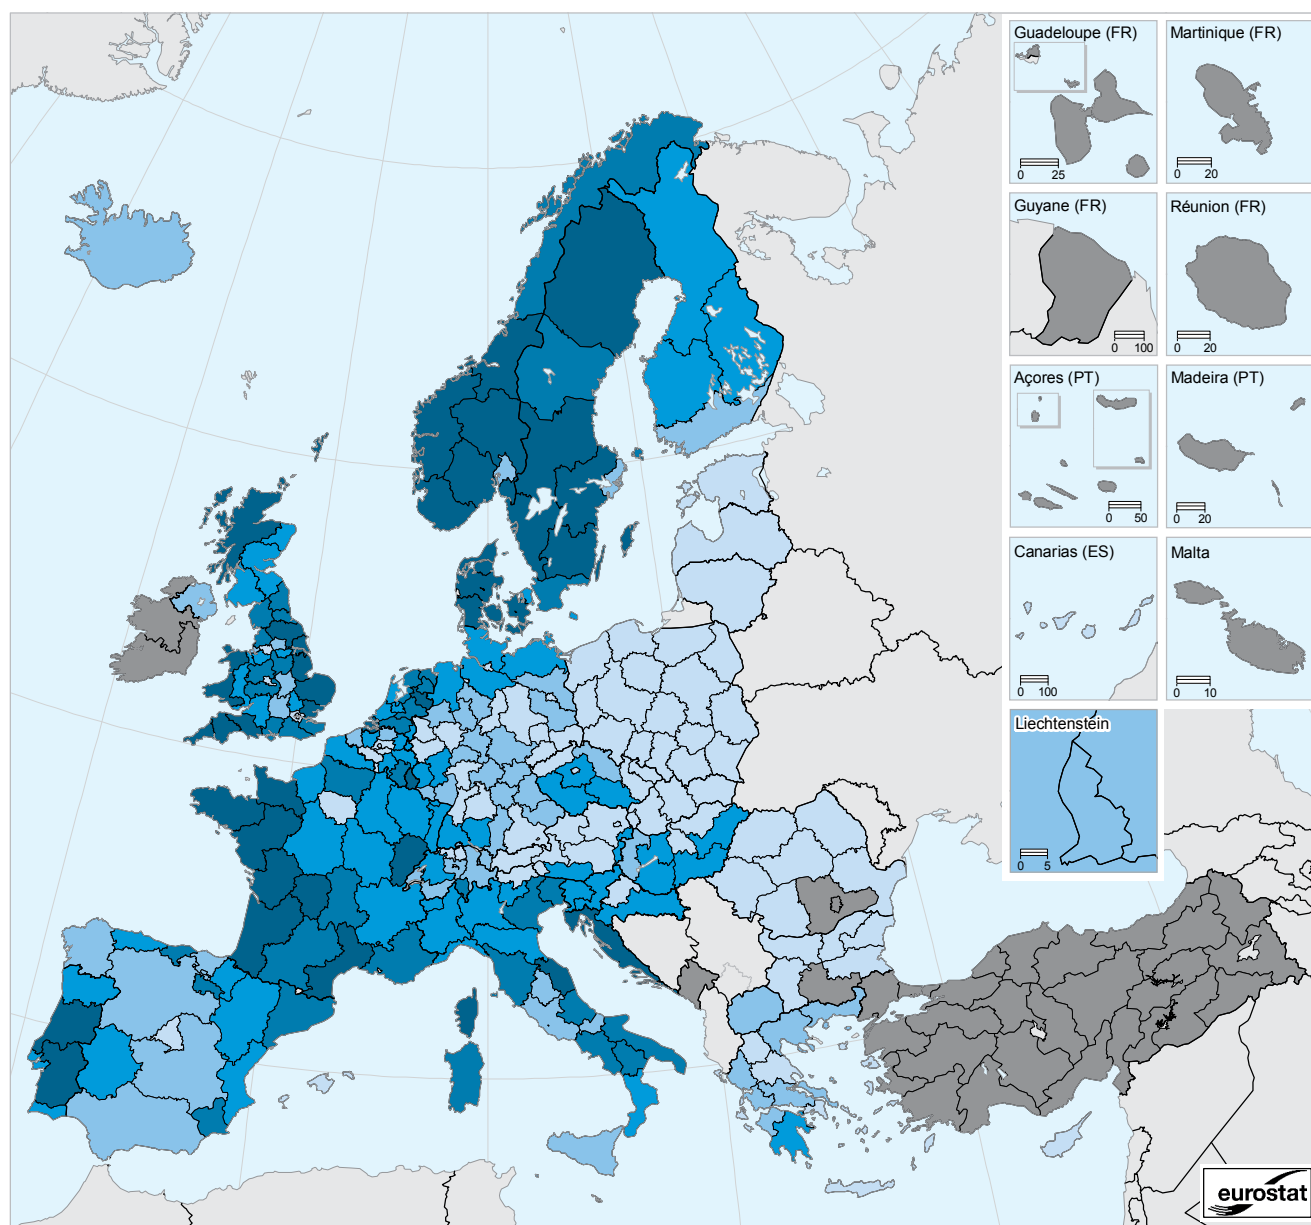 Guadeloupe (FR)
0 25
Martinique (FR)
0 20
Guyane (FR)
0 100
Réunion (FR)
0 20
Açores (PT)
0 50
Madeira (PT)
0 20
Canarias (ES)
0 100
Malta
0 10
Liechtenstein
0 5
eurostat